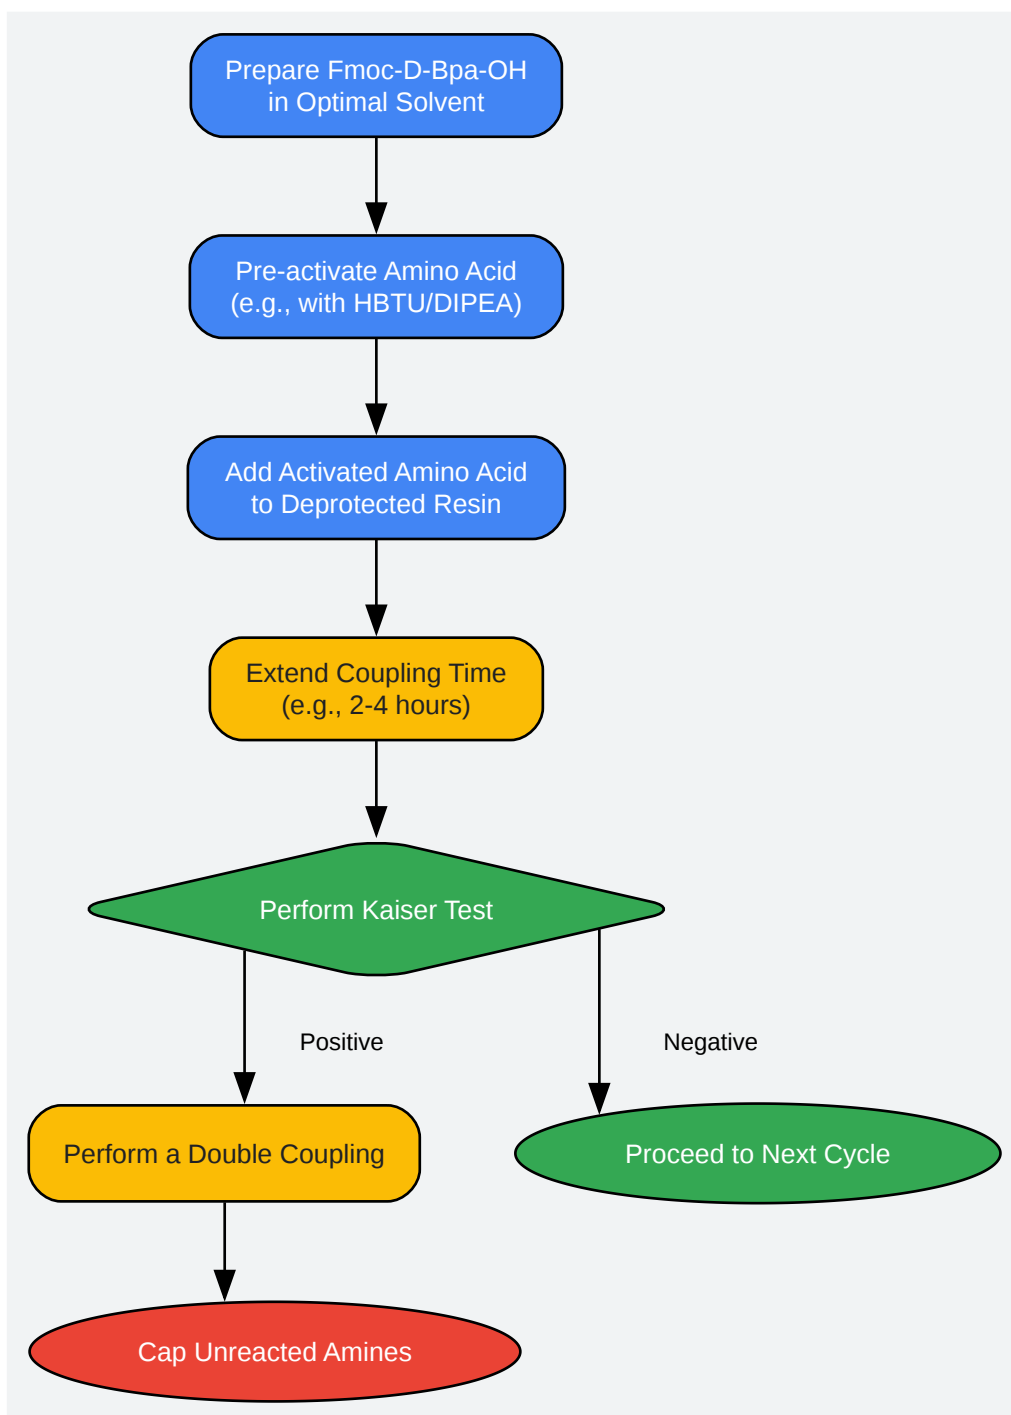 Prepare Fmoc-D-Bpa-OH
in Optimal Solvent
Pre-activate Amino Acid
(e.g., with HBTU/DIPEA)
Add Activated Amino Acid
to Deprotected Resin
Extend Coupling Time
(e.g., 2-4 hours)
Perform Kaiser Test
Positive
Negative
Perform a Double Coupling
Proceed to Next Cycle
Cap Unreacted Amines